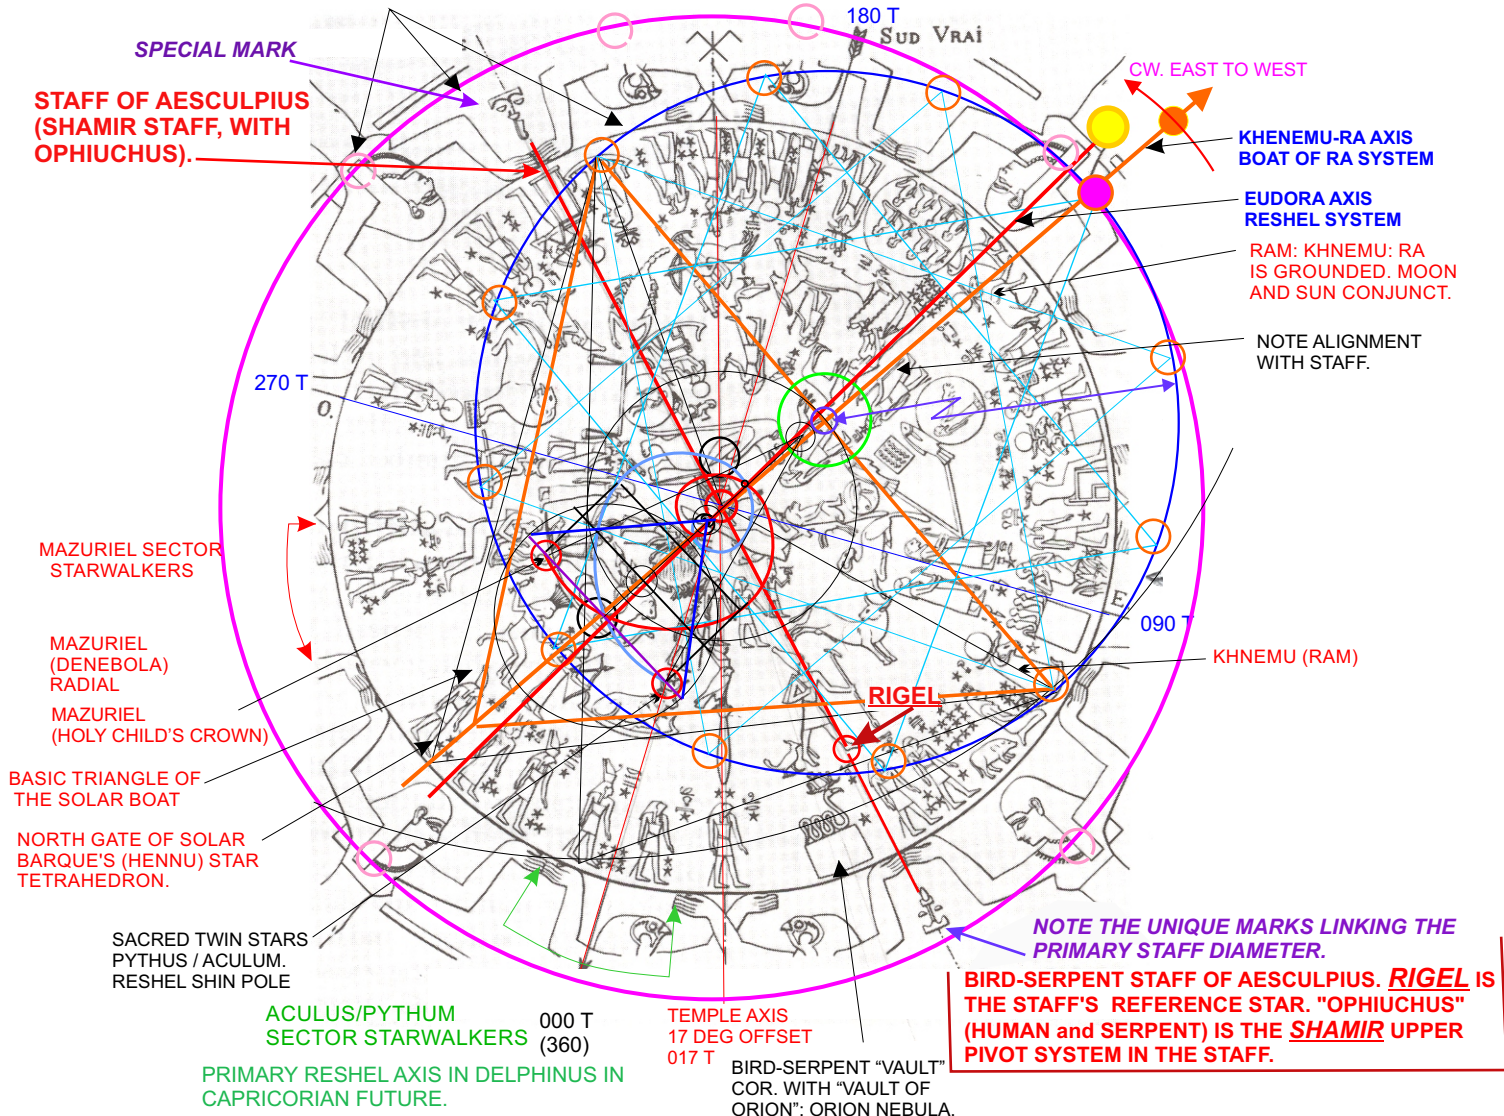 180 T
SUD VRAI
SPECIAL MARK
CW. EAST TO WEST
STAFF OF AESCULPIUS
(SHAMIR STAFF, WITH
OPHIUCHUS).
KHENEMU-RA AXIS
BOAT OF RA SYSTEM
EUDORA AXIS
RESHEL SYSTEM
RAM: KHNEMU: RA
IS GROUNDED. MOON
AND SUN CONJUNCT.
NOTE ALIGNMENT
WITH STAFF.
270 T
O.
E
090 T
MAZURIEL SECTOR
STARWALKERS
MAZURIEL
(DENEBOLA)
RADIAL
KHNEMU (RAM)
RIGEL
MAZURIEL
(HOLY CHILD'S CROWN)
BASIC TRIANGLE OF
THE SOLAR BOAT
NORTH GATE OF SOLAR
BARQUE'S (HENNU) STAR
TETRAHEDRON.
SACRED TWIN STARS
PYTHUS / ACULUM.
RESHEL SHIN POLE
NOTE THE UNIQUE MARKS LINKING THE
PRIMARY STAFF DIAMETER.
BIRD-SERPENT STAFF OF AESCULPIUS. RIGEL IS
THE STAFF'S REFERENCE STAR. "OPHIUCHUS"
(HUMAN and SERPENT) IS THE SHAMIR UPPER
PIVOT SYSTEM IN THE STAFF.
ACULUS/PYTHUM
SECTOR STARWALKERS
000 T
(360)
TEMPLE AXIS
17 DEG OFFSET
017 T
PRIMARY RESHEL AXIS IN DELPHINUS IN
CAPRICORIAN FUTURE.
BIRD-SERPENT “VAULT”
COR. WITH “VAULT OF
ORION”: ORION NEBULA.